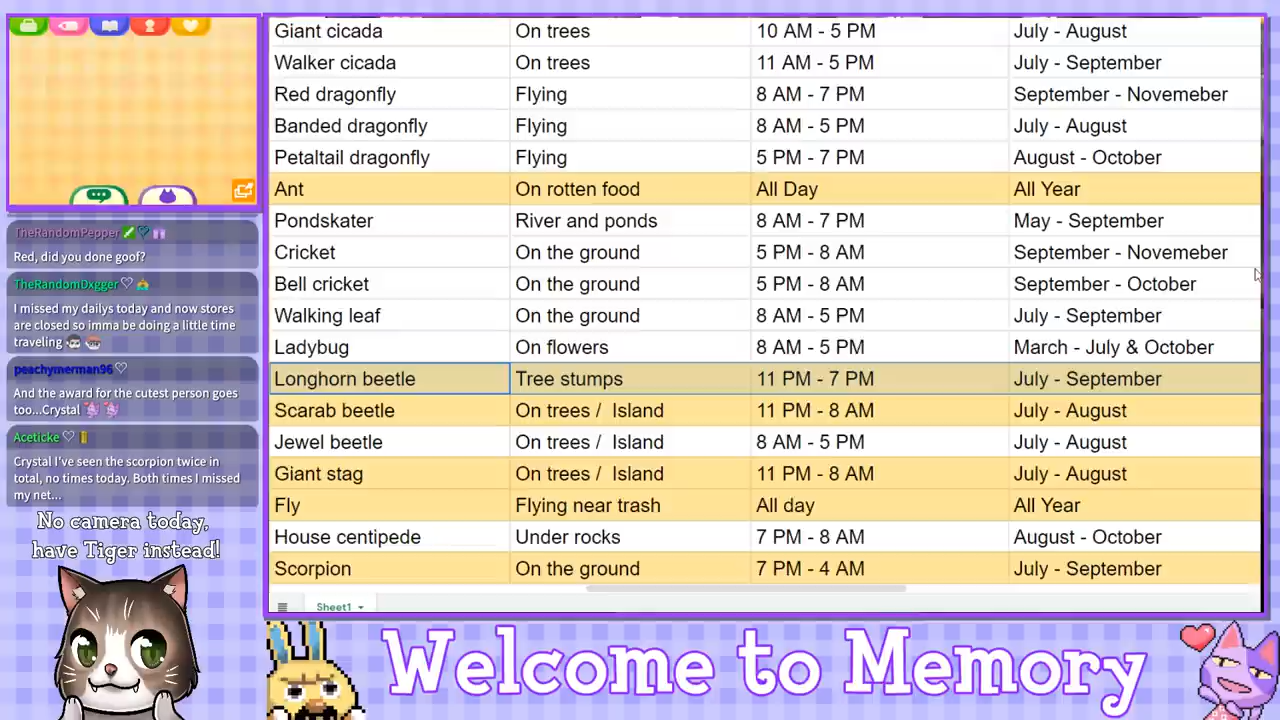 TheRandomPepper
Red, did you done goof?
TheRandomDxgger
I missed my dailys today and now stores
are closed so imma be doing a little time
traveling
peachymerman96
And the award for the cutest person goes
too...Crystal
Aceticke
Crystal I've seen the scorpion twice in
total, no times today. Both times I missed
my net...
No camera today,
have Tiger instead!
Giant cicada On trees 10 AM - 5 PM July - August
Walker cicada On trees 11 AM - 5 PM July - September
Red dragonfly Flying 8 AM - 7 PM September - Novemeber
Banded dragonfly Flying 8 AM - 5 PM July - August
Petaltail dragonfly Flying 5 PM - 7 PM August - October
Ant On rotten food All Day All Year
Pondskater River and ponds 8 AM - 7 PM May - September
Cricket On the ground 5 PM - 8 AM September - Novemeber
Bell cricket On the ground 5 PM - 8 AM September - October
Walking leaf On the ground 8 AM - 5 PM July - September
Ladybug On flowers 8 AM - 5 PM March - July & October
Longhorn beetle Tree stumps 11 PM - 7 PM July - September
Scarab beetle On trees / Island 11 PM - 8 AM July - August
Jewel beetle On trees / Island 8 AM - 5 PM July - August
Giant stag On trees / Island 11 PM - 8 AM July - August
Fly Flying near trash All day All Year
House centipede Under rocks 7 PM - 8 AM August - October
Scorpion On the ground 7 PM - 4 AM July - September
Sheet1
Welcome to Memory